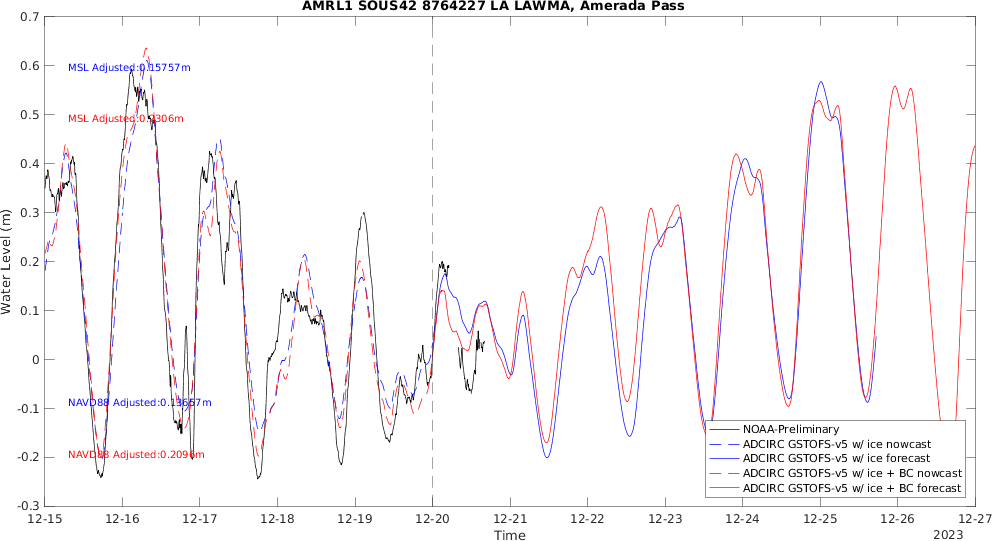 AMRL1 SOUS42 8764227 LA LAWMA, Amerada Pass
Water Level (m)
0.7
0.6
0.5
0.4
0.3
0.2
0.1
0
-0.1
-0.2
-0.3
MSL Adjusted:0.15757m
MSL Adjusted:0.2306m
NAVD88 Adjusted:0.13657m
NAVD88 Adjusted:0.2096m
NOAA-Preliminary
ADCIRC GSTOFS-v5 w/ ice nowcast
ADCIRC GSTOFS-v5 w/ ice forecast
ADCIRC GSTOFS-v5 w/ ice + BC nowcast
ADCIRC GSTOFS-v5 w/ ice + BC forecast
12-15 12-16 12-17 12-18 12-19 12-20 12-21 12-22 12-23 12-24 12-25 12-26 12-27
Time
2023